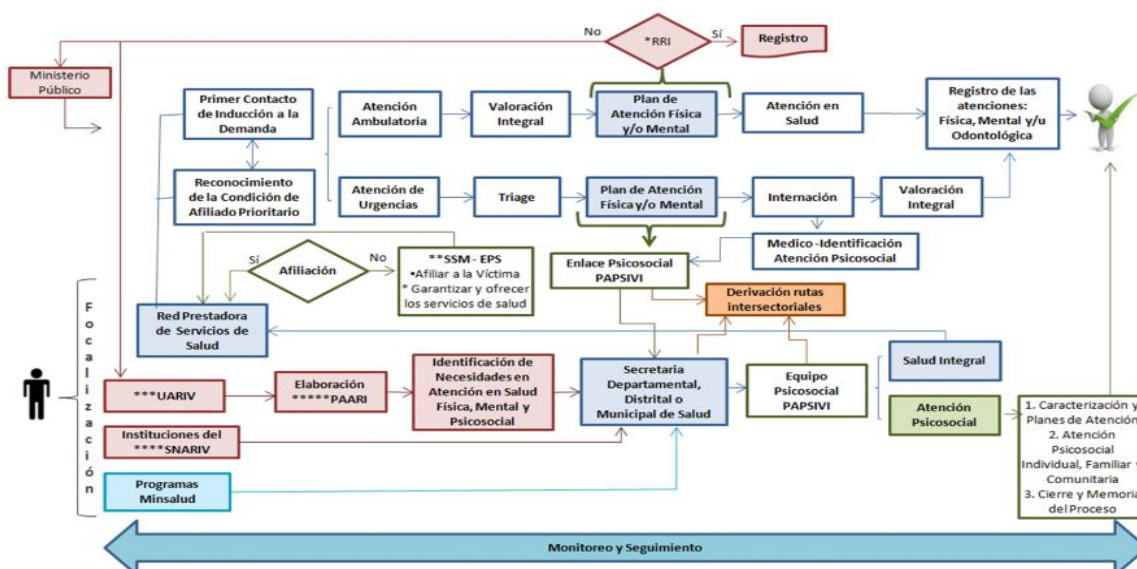 No
*RRI
Sí
Registro
Ministerio
Público
Primer Contacto
de Inducción a la
Demanda
Atención
Ambulatoria
Valoración
Integral
Plan de
Atención Física
y/o Mental
Atención en
Salud
Registro de las
atenciones:
Física, Mental y/u
Odontológica
Reconocimiento
de la Condición de
Afiliado Prioritario
Atención de
Urgencias
Triage
Plan de Atención
Física y/o Mental
Internación
Valoración
Integral
Medico -Identificación
Atención Psicosocial
Sí
Afiliación
No
**SSM - EPS
•Afiliar a la Víctima
* Garantizar y ofrecer
los servicios de salud
Enlace Psicosocial
PAPSIVI
Derivación rutas
intersectoriales
Focalización
Red Prestadora
de Servicios de
Salud
***UARIV
Elaboración
*****PAARI
Identificación de
Necesidades en
Atención en Salud
Física, Mental y
Psicosocial
Secretaria
Departamental,
Distrital o
Municipal de Salud
Equipo
Psicosocial
PAPSIVI
Salud Integral
Atención
Psicosocial
1. Caracterización y
Planes de Atención
2. Atención
Psicosocial
Individual, Familiar y
Comunitaria
3. Cierre y Memoria
del Proceso
Instituciones del
****SNARIV
Programas
Minsalud
Monitoreo y Seguimiento